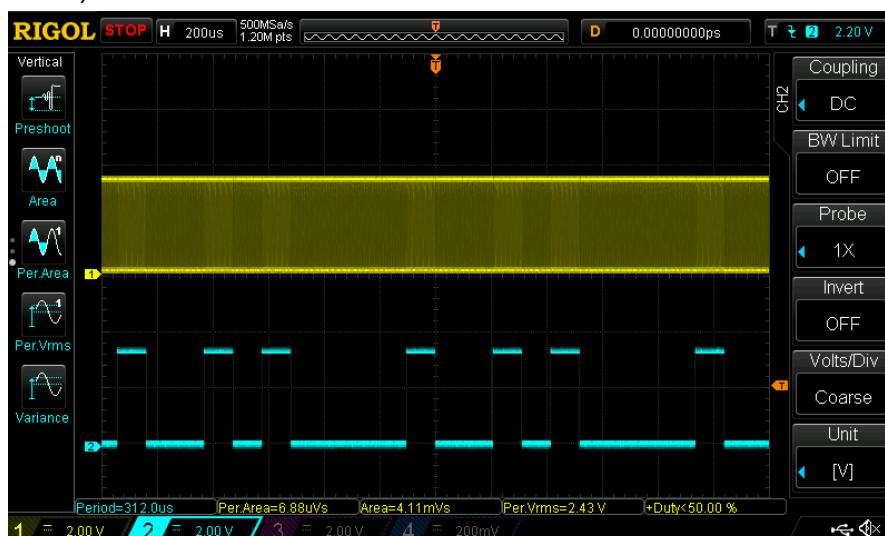 RIGOL STOP H 200us 500MSa/s 1.20M pts T D 0.00000000ps T 2 2.20 V
Vertical
Preshoot
Area
Per.Area
Per.Vrms
Variance
T
1
2
T
CH2
Coupling
DC
BW Limit
OFF
Probe
1X
Invert
OFF
Volts/Div
Coarse
Unit
[V]
Period=312.0us Per.Area=6.88uVs Area=4.11mVs Per.Vrms=2.43 V +Duty<50.00 %
1 = 2.00 V 2 = 2.00 V 3 = 2.00 V 4 = 200mV